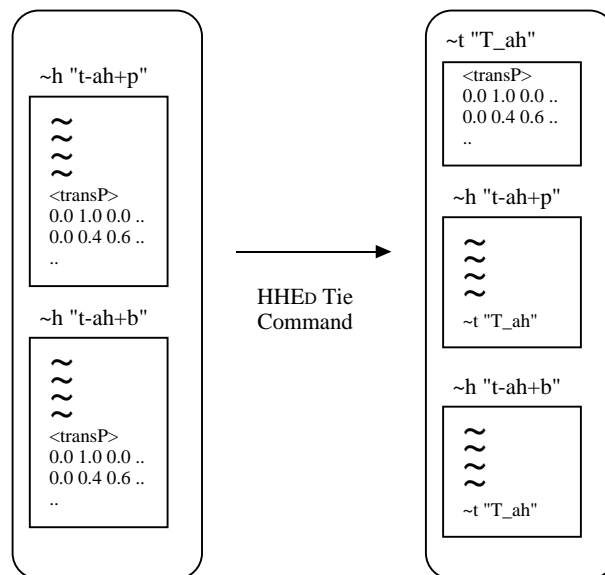 ~h "t-ah+p"
~
~
~
~
<transP>
0.0 1.0 0.0 ..
0.0 0.4 0.6 ..
..
~h "t-ah+b"
~
~
~
~
<transP>
0.0 1.0 0.0 ..
0.0 0.4 0.6 ..
..
HHED Tie
Command
~t "T_ah"
<transP>
0.0 1.0 0.0 ..
0.0 0.4 0.6 ..
..
~h "t-ah+p"
~
~
~
~
~t "T_ah"
~h "t-ah+b"
~
~
~
~
~t "T_ah"